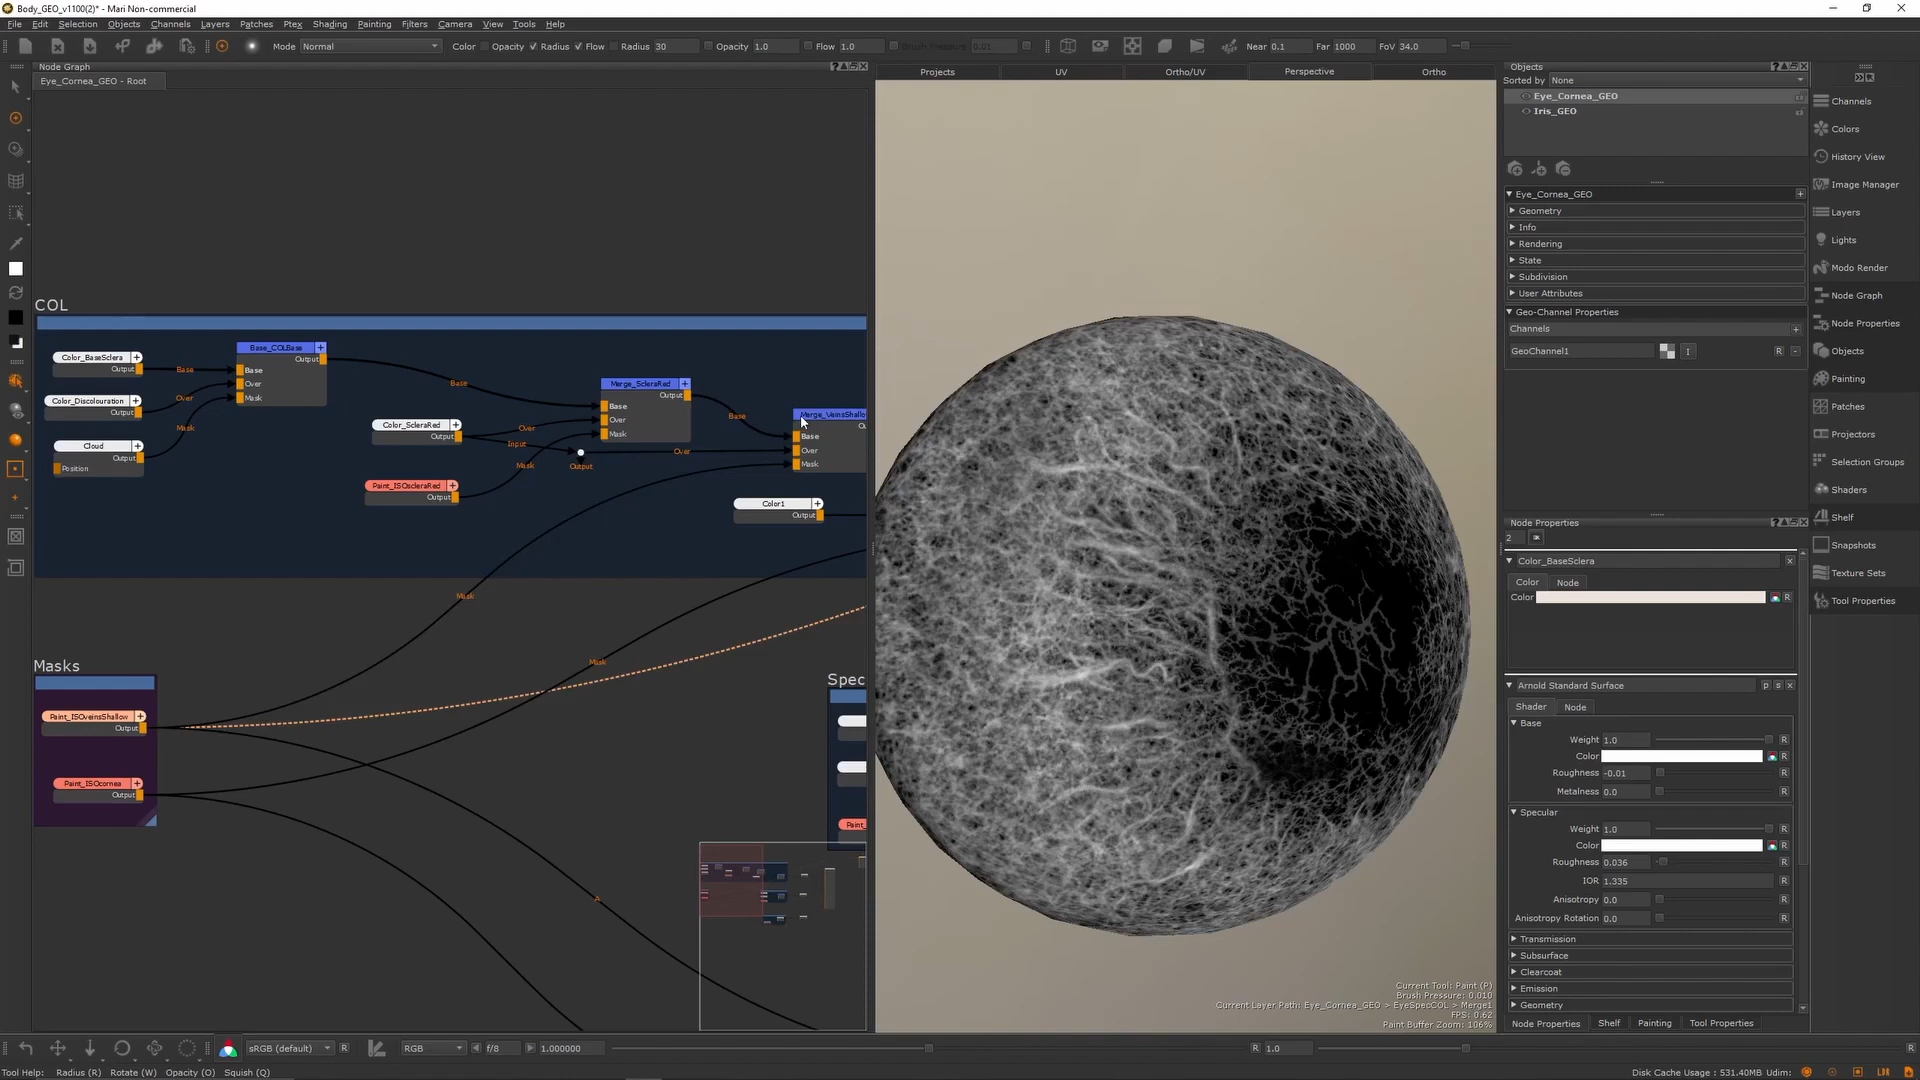 Body_GEO_v1100(2)* - Mari Non-commercial
File Edit Selection Objects Channels Layers Patches Ptex Shading Painting Filters Camera View Tools Help
Mode Normal Color Opacity Radius Flow Radius 30 Opacity 1.0 Flow 1.0 Brush Pressure 0.01 Near 0.1 Far 1000 FoV 34.0
Node Graph
Eye_Cornea_GEO - Root
Projects UV Ortho/UV Perspective Ortho
COL
Color_BaseSclera
Output
Color_Discolouration
Output
Cloud
Output
Position
Base
Over
Mask
Base_COLBase
Output
Base
Over
Mask
Base
Color_ScleraRed
Output
Paint_ISOscleraRed
Output
Over
Input
Mask
Output
Merge_ScleraRed
Output
Base
Over
Mask
Base
Over
Merge_VeinsShallo
Base
Over
Mask
Color1
Output
Mask
Mask
A
Masks
Paint_ISOveinsShallow
Output
Paint_ISOcornea
Output
Spec
Paint_
Current Tool: Paint (P)
Brush Pressure: 0.010
Current Layer Path: Eye_Cornea_GEO > EyeSpecCOL > Merge1
FPS: 0.62
Paint Buffer Zoom: 106%
Objects
Sorted by None
Eye_Cornea_GEO
Iris_GEO
Eye_Cornea_GEO
Geometry
Info
Rendering
State
Subdivision
User Attributes
Geo-Channel Properties
Channels
GeoChannel1 I R -
Node Properties
2
Color_BaseSclera
Color Node
Color R
Arnold Standard Surface p s x
Shader Node
Base
Weight 1.0 R
Color R
Roughness -0.01 R
Metalness 0.0 R
Specular
Weight 1.0 R
Color R
Roughness 0.036 R
IOR 1.335 R
Anisotropy 0.0 R
Anisotropy Rotation 0.0 R
Transmission
Subsurface
Clearcoat
Emission
Geometry
Node Properties Shelf Painting Tool Properties
Channels
Colors
History View
Image Manager
Layers
Lights
Modo Render
Node Graph
Node Properties
Objects
Painting
Patches
Projectors
Selection Groups
Shaders
Shelf
Snapshots
Texture Sets
Tool Properties
sRGB (default) R RGB f/8 1.000000 R 1.0 R
Tool Help: Radius (R) Rotate (W) Opacity (O) Squish (Q)
Disk Cache Usage : 531.40MB Udim: